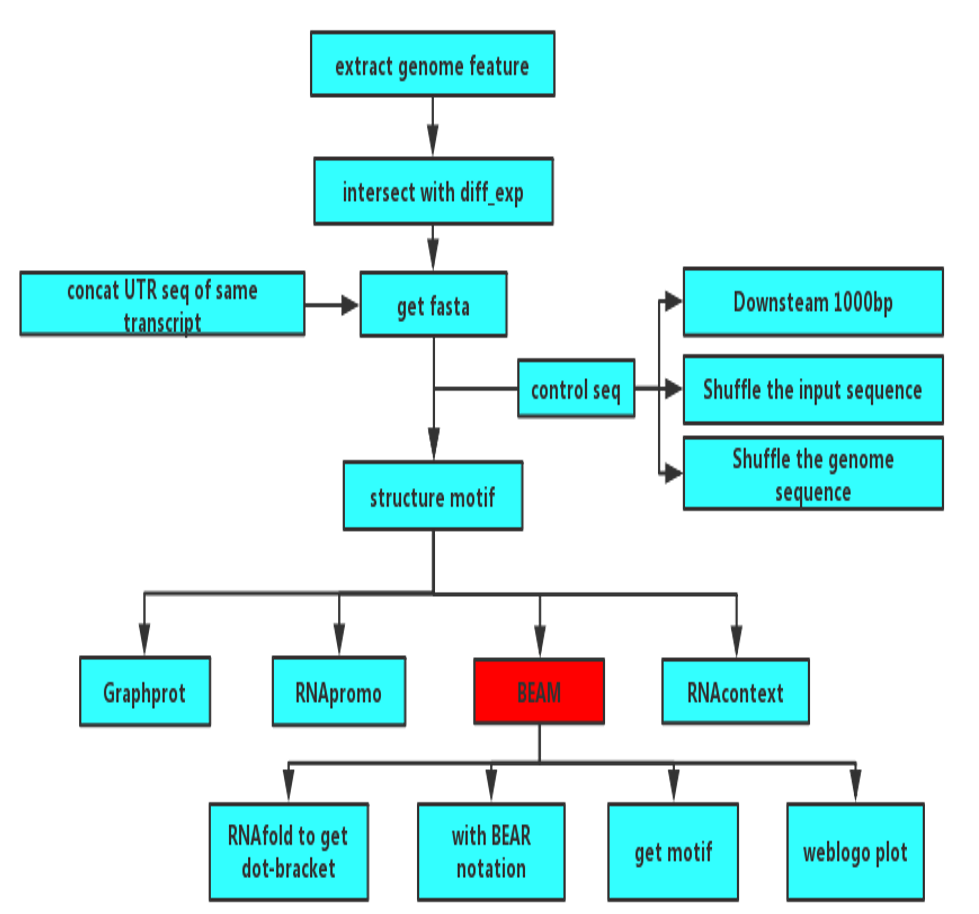 extract genome feature
intersect with diff_exp
concat UTR seq of same
transcript
get fasta
Downsteam 1000bp
control seq
Shuffle the input sequence
Shuffle the genome
sequence
structure motif
Graphprot
RNApromo
BEAM
RNAcontext
RNAfold to get
dot-bracket
with BEAR
notation
get motif
weblogo plot